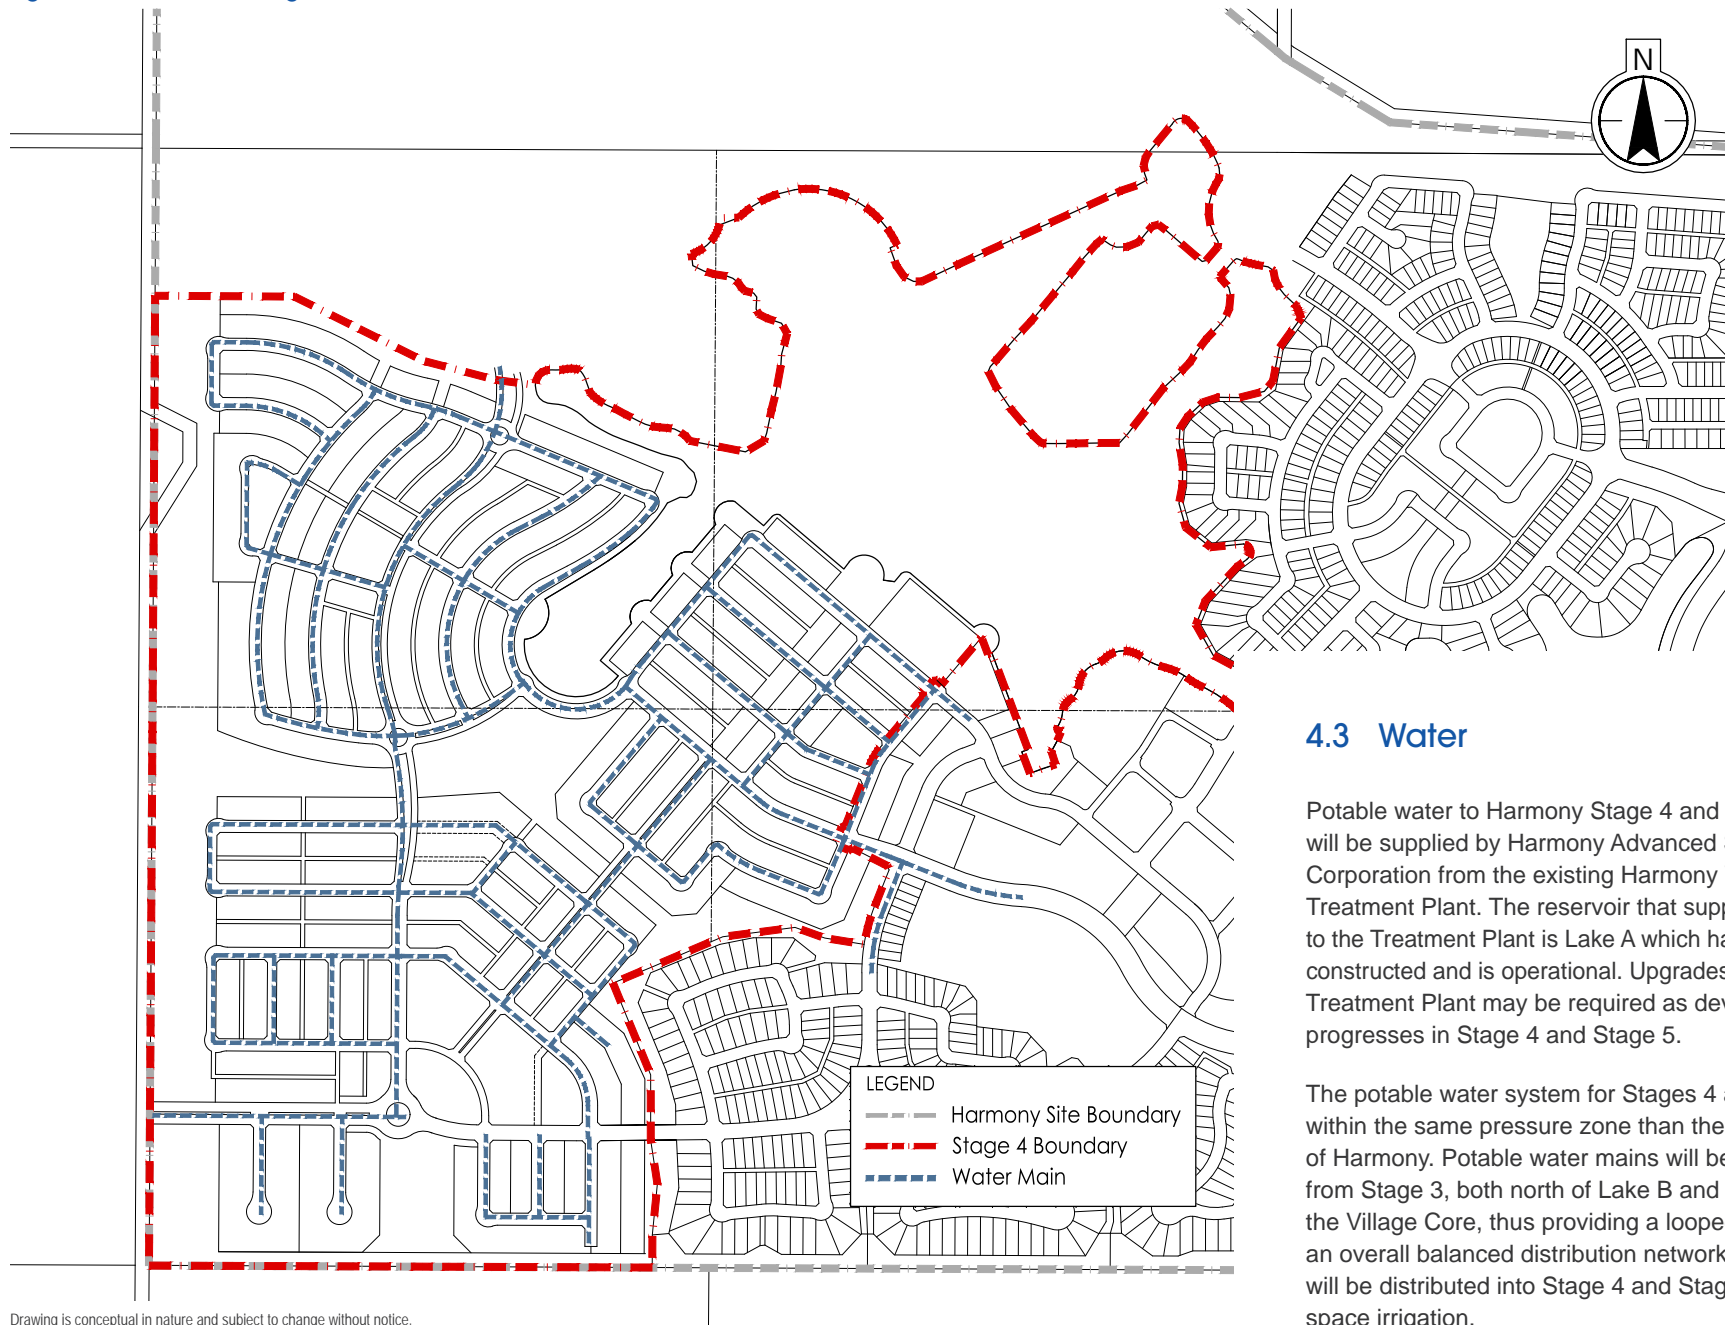 N
LEGEND
Harmony Site Boundary
Stage 4 Boundary
Water Main
4.3 Water
Potable water to Harmony Stage 4 and
will be supplied by Harmony Advanced
Corporation from the existing Harmony
Treatment Plant. The reservoir that
to the Treatment Plant is Lake A which
constructed and is operational. Upgrades
Treatment Plant may be required as
progresses in Stage 4 and Stage 5.
The potable water system for Stages 4
within the same pressure zone than the
of Harmony. Potable water mains will be
from Stage 3, both north of Lake B and
the Village Core, thus providing a
an overall balanced distribution network
will be distributed into Stage 4 and
space irrigation.
Drawing is conceptual in nature and subject to change without notice.